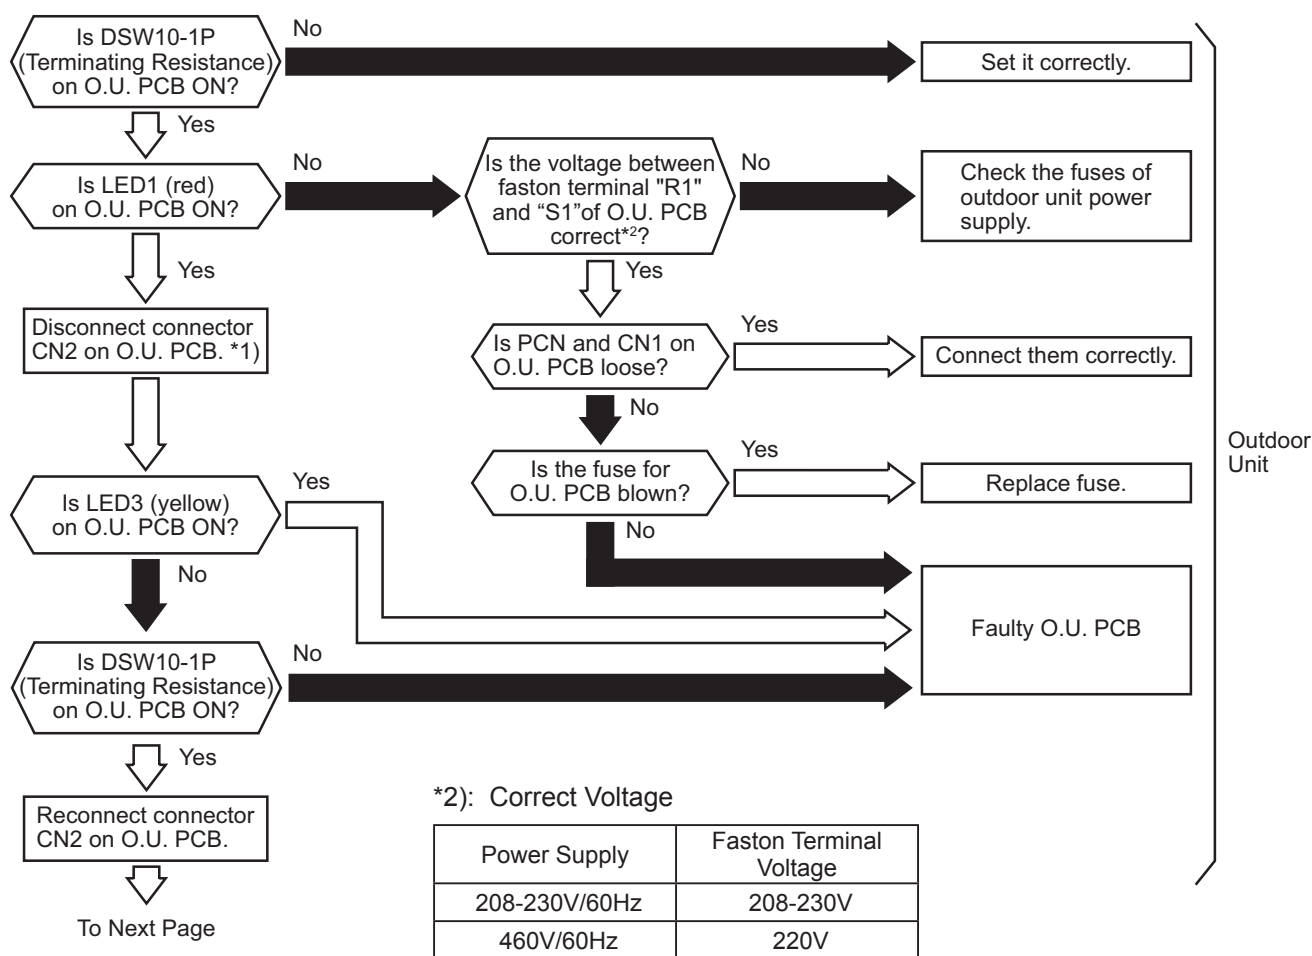 Is DSW10-1P
(Terminating Resistance)
on O.U. PCB ON?
No
Set it correctly.
Yes
Is LED1 (red)
on O.U. PCB ON?
No
Is the voltage between
faston terminal "R1"
and “S1”of O.U. PCB
correct*2?
No
Check the fuses of
outdoor unit power
supply.
Yes
Yes
Disconnect connector
CN2 on O.U. PCB. *1)
Is PCN and CN1 on
O.U. PCB loose?
Yes
Connect them correctly.
No
Is the fuse for
O.U. PCB blown?
Yes
Replace fuse.
No
Is LED3 (yellow)
on O.U. PCB ON?
Yes
No
Faulty O.U. PCB
Is DSW10-1P
(Terminating Resistance)
on O.U. PCB ON?
No
Yes
Reconnect connector
CN2 on O.U. PCB.
To Next Page
Outdoor
Unit
*2): Correct Voltage
Power Supply
Faston Terminal
Voltage
208-230V/60Hz
208-230V
460V/60Hz
220V